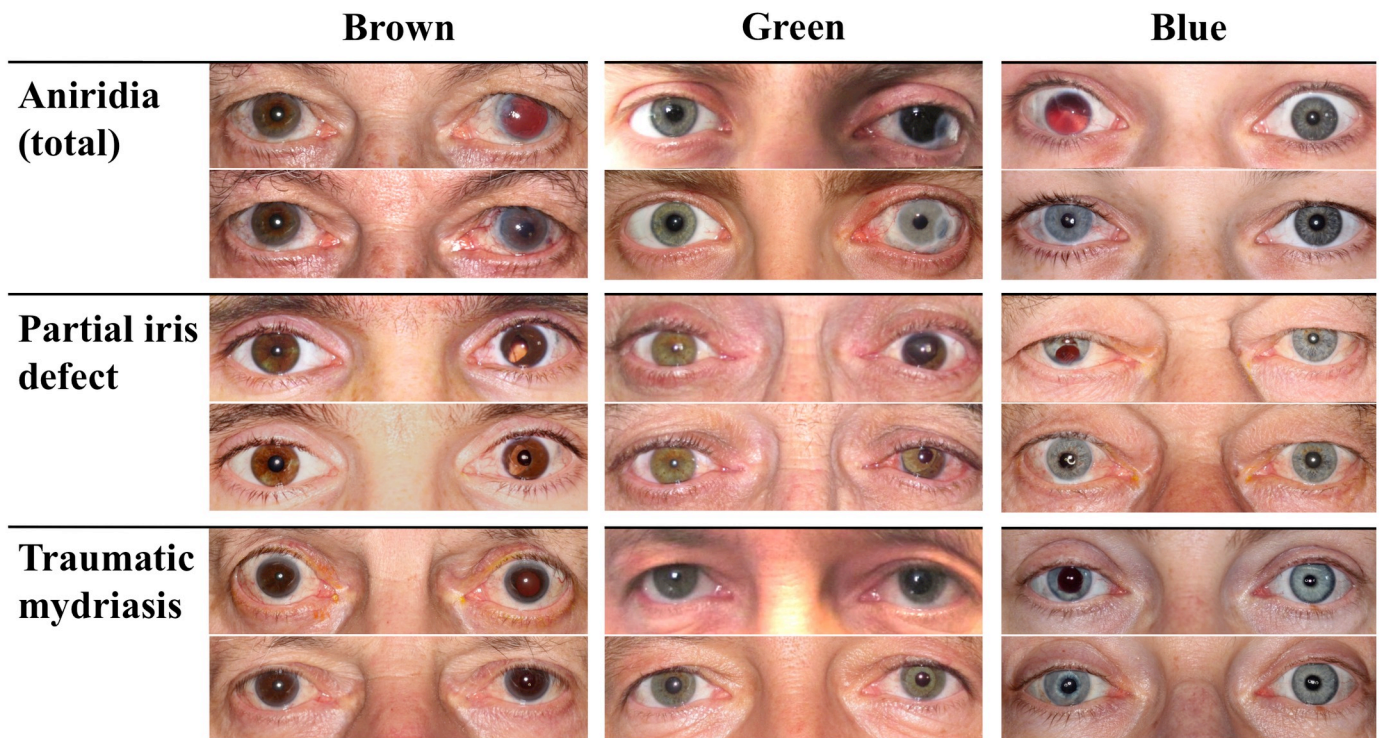 Brown Green Blue
Aniridia
(total)
Partial iris
defect
Traumatic
mydriasis